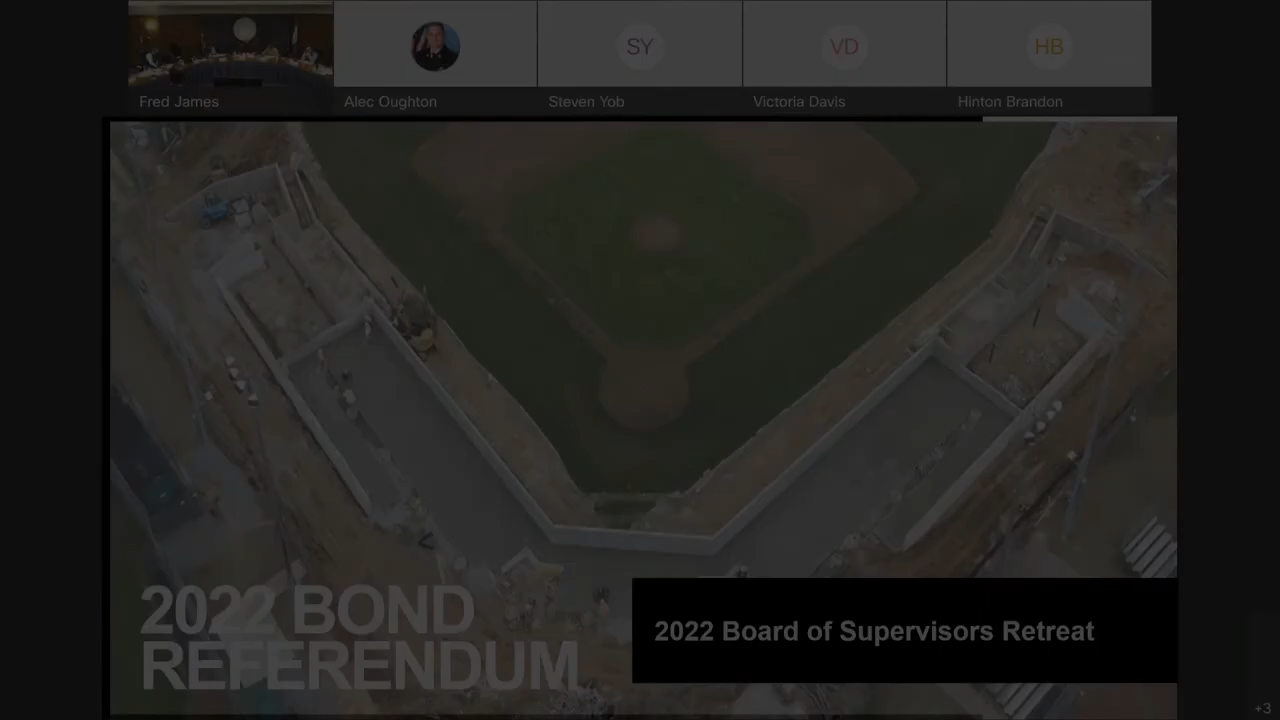 SY
VD
HB
Fred James
Alec Oughton
Steven Yob
Victoria Davis
Hinton Brandon
2022 BOND
REFERENDUM
2022 Board of Supervisors Retreat
+3